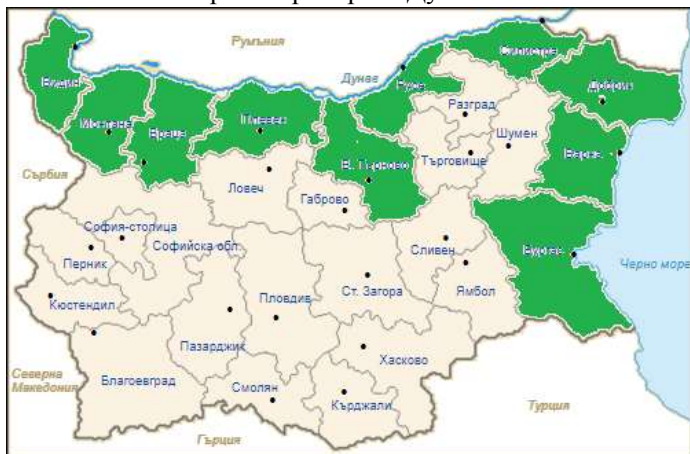 Румъния
Силистра
Дунав
Видин
Русе
Добрич
Разград
Монтана
Враца
Плевен
Шумен
В. Търново
Търговище
Варна
Сърбия
Ловеч
Габрово
София-столица
Софийска обл.
Сливен
Бургас
Перник
Черно море
Ст. Загора
Ямбол
Кюстендил
Пловдив
Пазарджик
Хасково
Северна
Македония
Благоевград
Смолян
Кърджали
Турция
Гърция